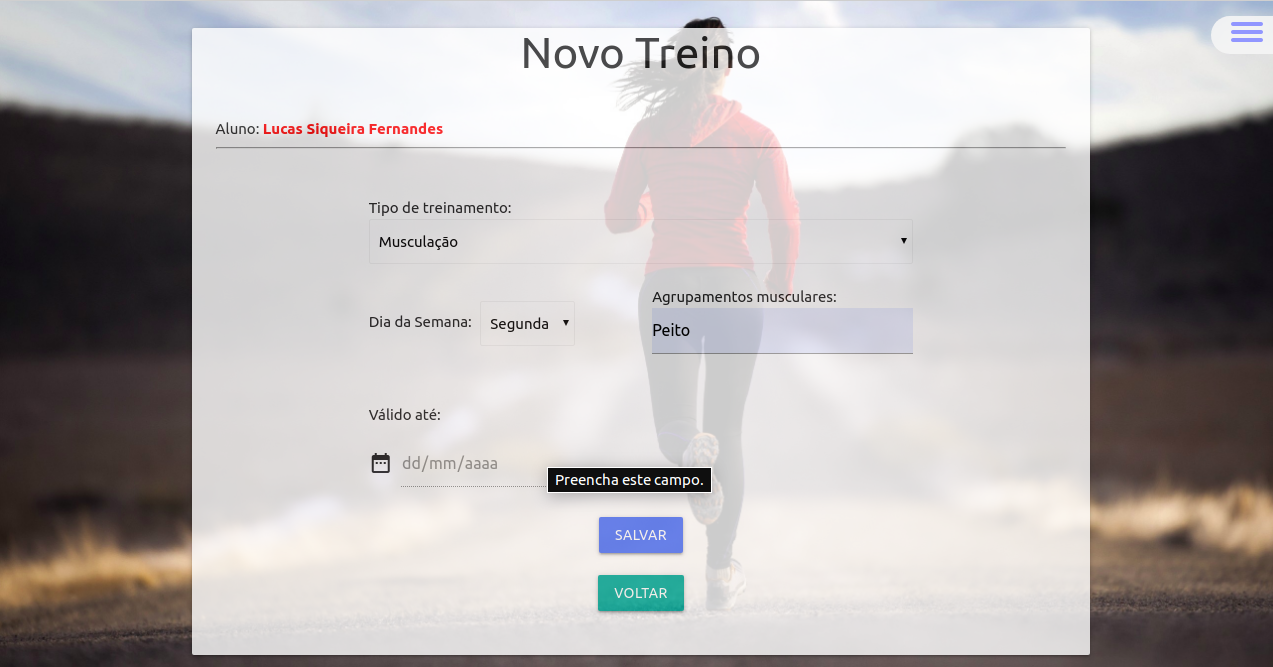 Novo Treino
Aluno: Lucas Siqueira Fernandes
Tipo de treinamento:
Musculação
Dia da Semana: Segunda
Agrupamentos musculares:
Peito
Válido até:
dd/mm/aaaa
Preencha este campo.
SALVAR
VOLTAR